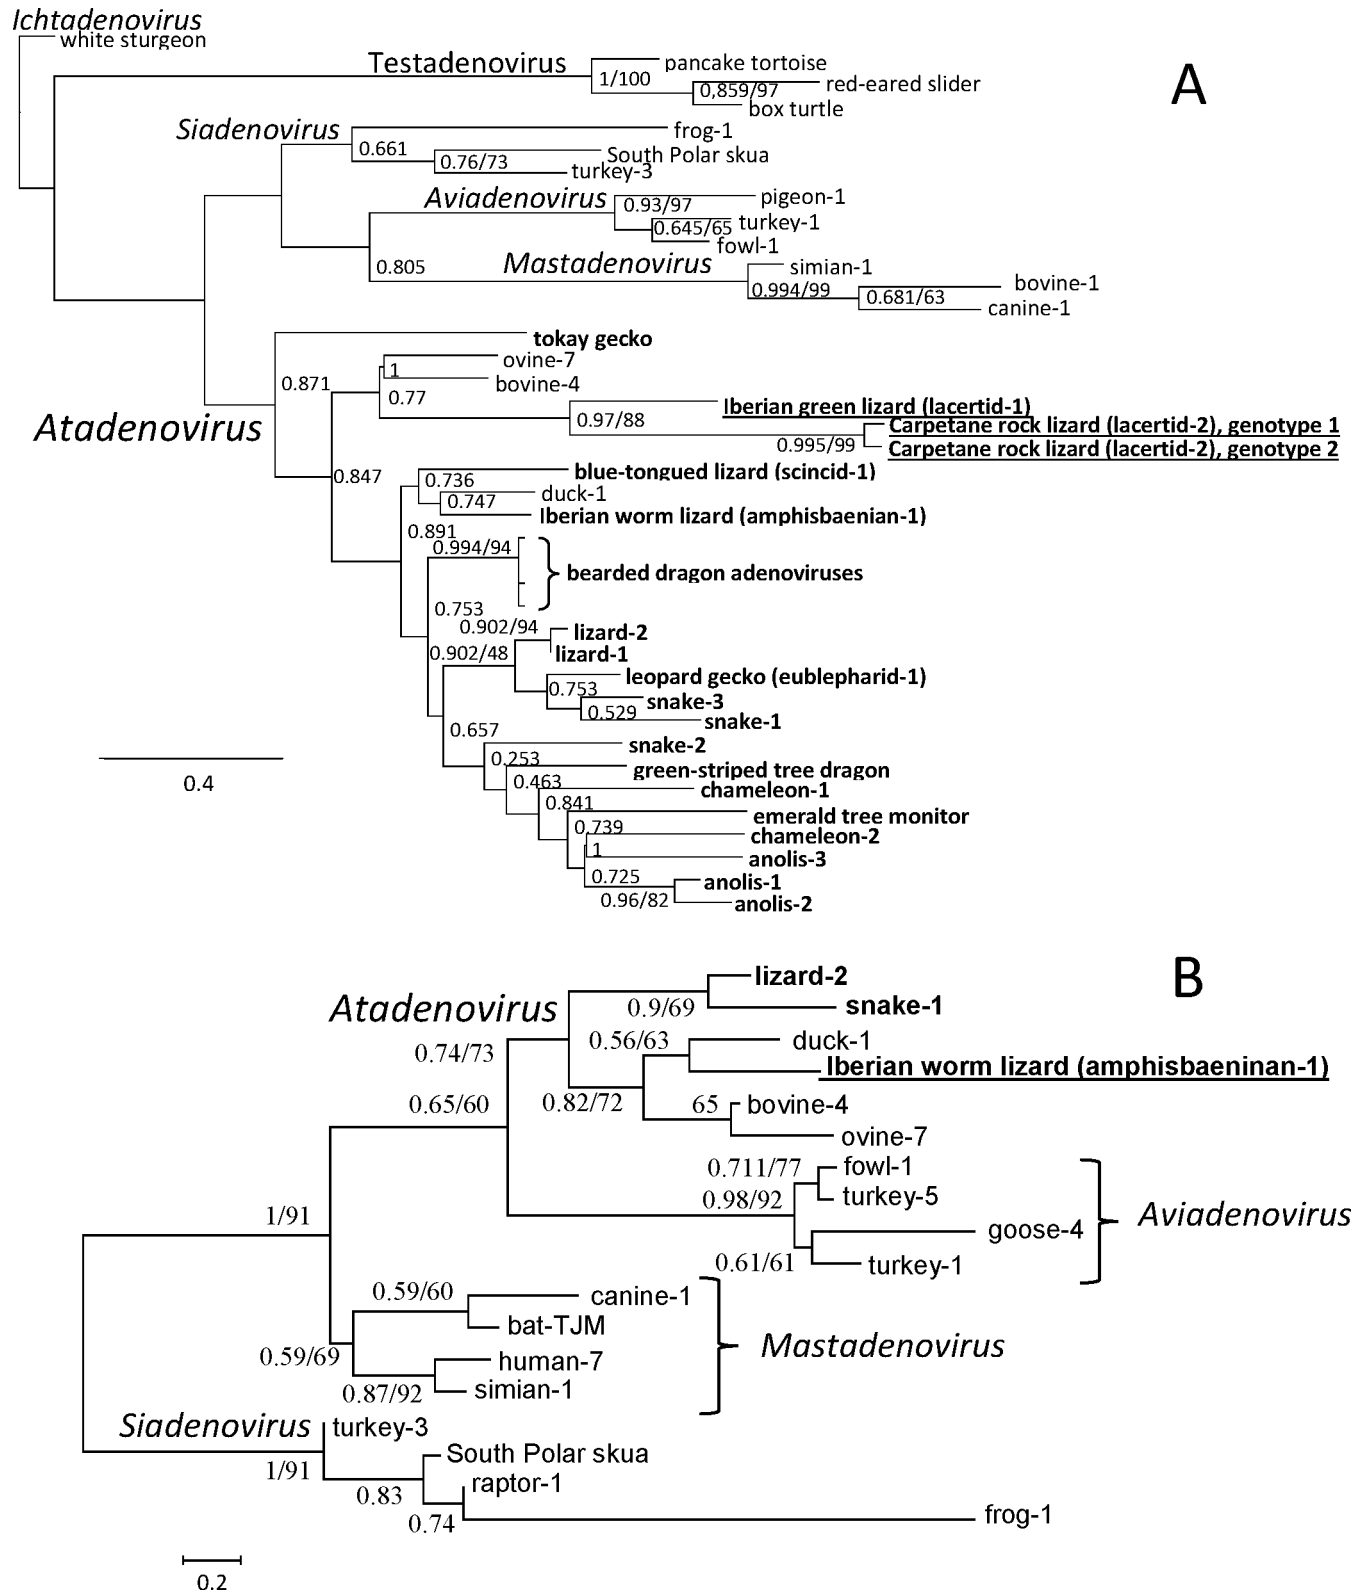 Ichtadenovirus
white sturgeon
Testadenovirus
pancake tortoise
A
1/100
red-eared slider
0,859/97
box turtle
Siadenovirus
frog-1
0.661
South Polar skua
0.76/73
turkey-3
Aviadenovirus
pigeon-1
0.93/97
turkey-1
0.645/65
fowl-1
Mastadenovirus
simian-1
0.805
bovine-1
0.994/99
0.681/63
canine-1
tokay gecko
ovine-7
1
0.871
bovine-4
0.77
Iberian green lizard (lacertid-1)
0.97/88
Atadenovirus
Carpetane rock lizard (lacertid-2), genotype 1
0.995/99
Carpetane rock lizard (lacertid-2), genotype 2
0.847
blue-tongued lizard (scincid-1)
0.736
duck-1
0.747
Iberian worm lizard (amphisbaenian-1)
0.891
0.994/94
bearded dragon adenoviruses
0.753
0.902/94
lizard-2
0.902/48
lizard-1
leopard gecko (eublepharid-1)
0.753
snake-3
0.529
snake-1
0.657
snake-2
0.253
green-striped tree dragon
0.4
0.463
chameleon-1
0.841
emerald tree monitor
0.739
chameleon-2
1
anolis-3
0.725
anolis-1
0.96/82
anolis-2
B
lizard-2
Atadenovirus
0.9/69
snake-1
0.56/63
duck-1
0.74/73
Iberian worm lizard (amphisbaeninan-1)
0.65/60
0.82/72
65
bovine-4
ovine-7
0.711/77
fowl-1
0.98/92
turkey-5
Aviadenovirus
1/91
goose-4
0.61/61
turkey-1
0.59/60
canine-1
bat-TJM
Mastadenovirus
0.59/69
human-7
0.87/92
simian-1
Siadenovirus
turkey-3
South Polar skua
1/91
raptor-1
0.83
0.74
frog-1
0.2